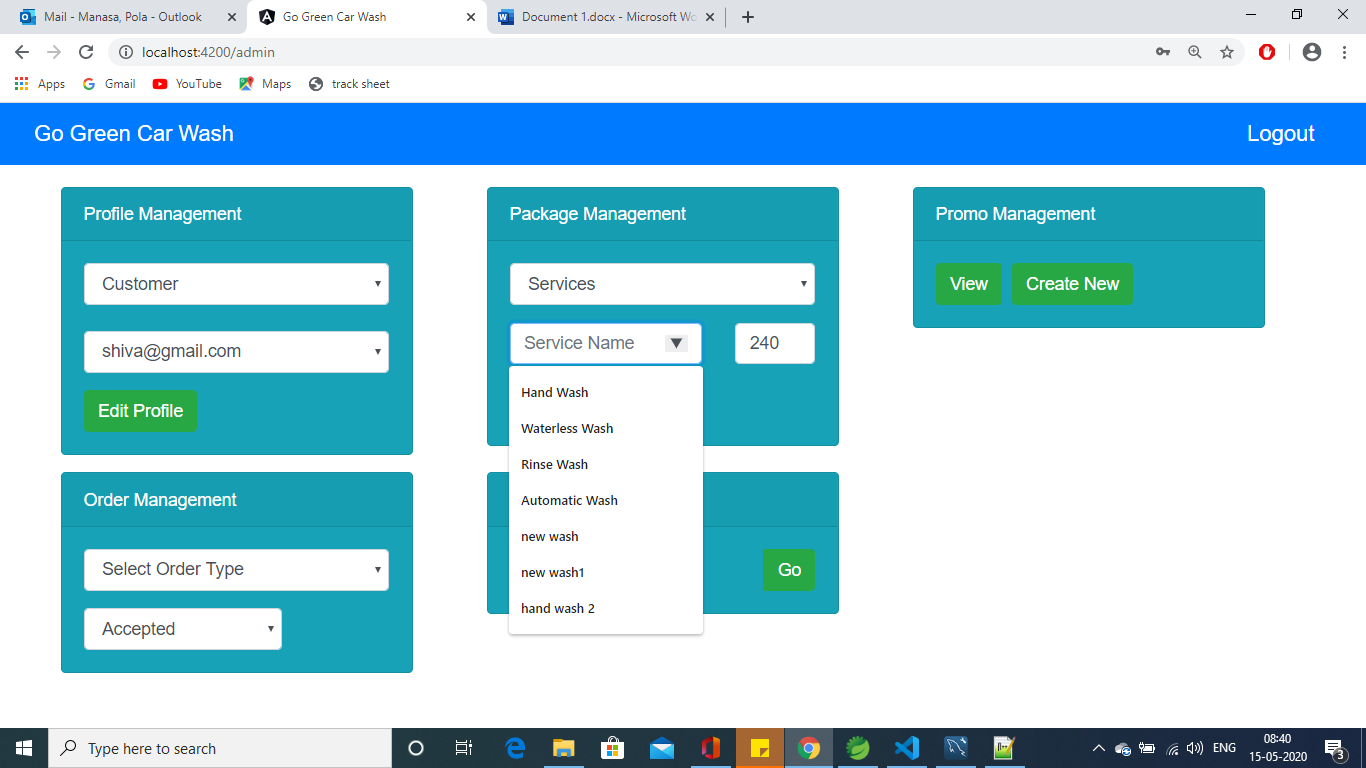 Mail - Manasa, Pola - Outlook
Go Green Car Wash
Document 1.docx - Microsoft Wo
localhost:4200/admin
Apps
Gmail
YouTube
Maps
track sheet
Go Green Car Wash
Logout
Profile Management
Customer
shiva@gmail.com
Edit Profile
Package Management
Services
Service Name
240
Hand Wash
Waterless Wash
Rinse Wash
Automatic Wash
new wash
new wash1
hand wash 2
Promo Management
View
Create New
Order Management
Select Order Type
Accepted
Go
Type here to search
ENG
08:40
15-05-2020
3